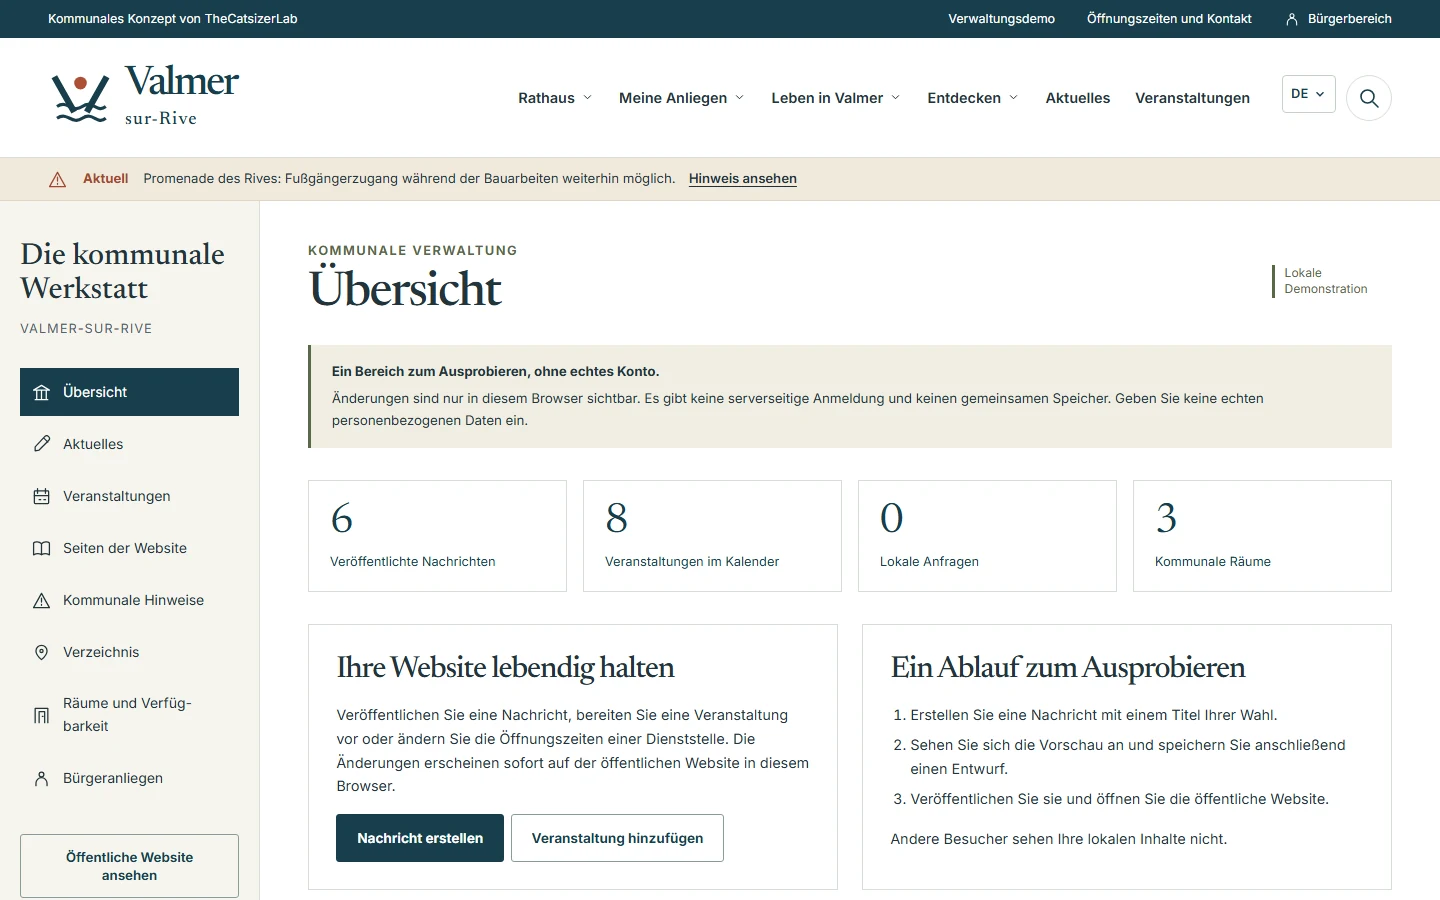 Kommunales Konzept von TheCatsizerLab
Verwaltungsdemo
Öffnungszeiten und Kontakt
Bürgerbereich
Valmer
sur-Rive
Rathaus
Meine Anliegen
Leben in Valmer
Entdecken
Aktuelles
Veranstaltungen
DE
Aktuell Promenade des Rives: Fußgängerzugang während der Bauarbeiten weiterhin möglich. Hinweis ansehen
Die kommunale
Werkstatt
VALMER-SUR-RIVE
Übersicht
Aktuelles
Veranstaltungen
Seiten der Website
Kommunale Hinweise
Verzeichnis
Räume und Verfüg-
barkeit
Bürgeranliegen
Öffentliche Website
ansehen
KOMMUNALE VERWALTUNG
Übersicht
Lokale
Demonstration
Ein Bereich zum Ausprobieren, ohne echtes Konto.
Änderungen sind nur in diesem Browser sichtbar. Es gibt keine serverseitige Anmeldung und keinen gemeinsamen Speicher. Geben Sie keine echten
personenbezogenen Daten ein.
6
Veröffentlichte Nachrichten
8
Veranstaltungen im Kalender
0
Lokale Anfragen
3
Kommunale Räume
Ihre Website lebendig halten
Veröffentlichen Sie eine Nachricht, bereiten Sie eine Veranstaltung
vor oder ändern Sie die Öffnungszeiten einer Dienststelle. Die
Änderungen erscheinen sofort auf der öffentlichen Website in diesem
Browser.
Nachricht erstellen
Veranstaltung hinzufügen
Ein Ablauf zum Ausprobieren
1. Erstellen Sie eine Nachricht mit einem Titel Ihrer Wahl.
2. Sehen Sie sich die Vorschau an und speichern Sie anschließend
einen Entwurf.
3. Veröffentlichen Sie sie und öffnen Sie die öffentliche Website.
Andere Besucher sehen Ihre lokalen Inhalte nicht.